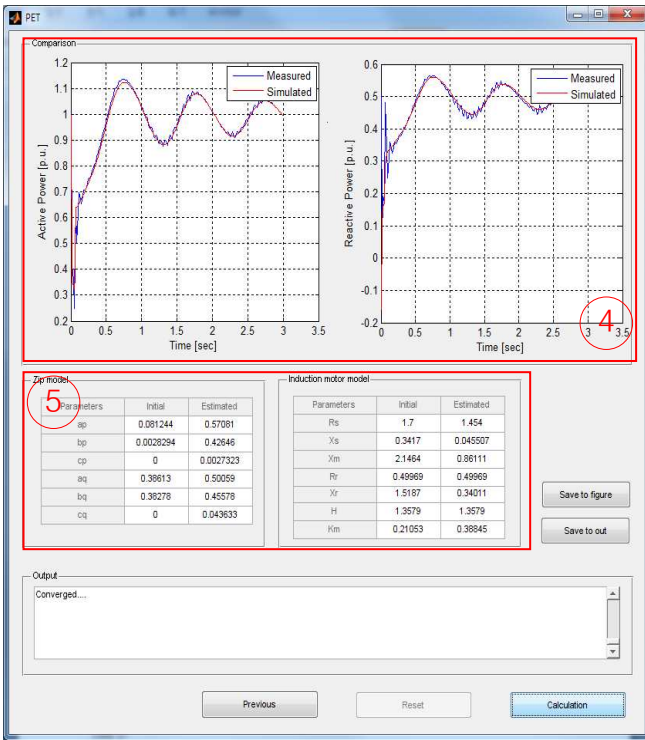 PET
Comparison
1.2
1.1
1
0.9
0.8
0.7
0.6
0.5
0.4
0.3
0.2
Active Power [p.u.]
Measured
Simulated
0 0.5 1 1.5 2 2.5 3 3.5
Time [sec]
0.6
0.5
0.4
0.3
0.2
0.1
0
-0.1
-0.2
Reactive Power [p.u.]
Measured
Simulated
0 0.5 1 1.5 2 2.5 3 3.5
Time [sec]
4
Zip model
5
Parameters Initial Estimated
ap 0.081244 0.57081
bp 0.0028294 0.42646
cp 0 0.0027323
aq 0.38613 0.50059
bq 0.38278 0.45578
cq 0 0.043633
Induction motor model
Parameters Initial Estimated
Rs 1.7 1.454
Xs 0.3417 0.045507
Xm 2.1464 0.86111
Rr 0.49969 0.49969
Xr 1.5187 0.34011
H 1.3579 1.3579
Km 0.21053 0.38845
Save to figure
Save to out
Output
Converged....
Previous Reset Calculation